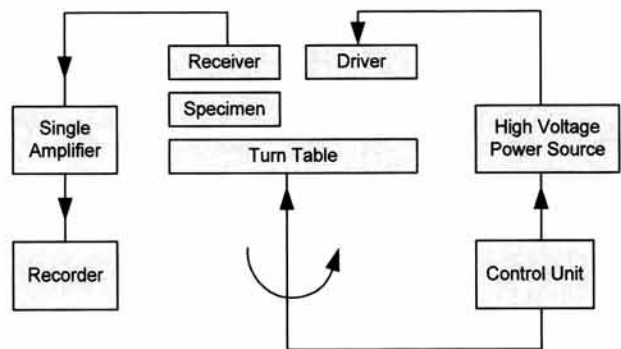 Receiver
Driver
Specimen
Single
Amplifier
Turn Table
High Voltage
Power Source
Recorder
Control Unit